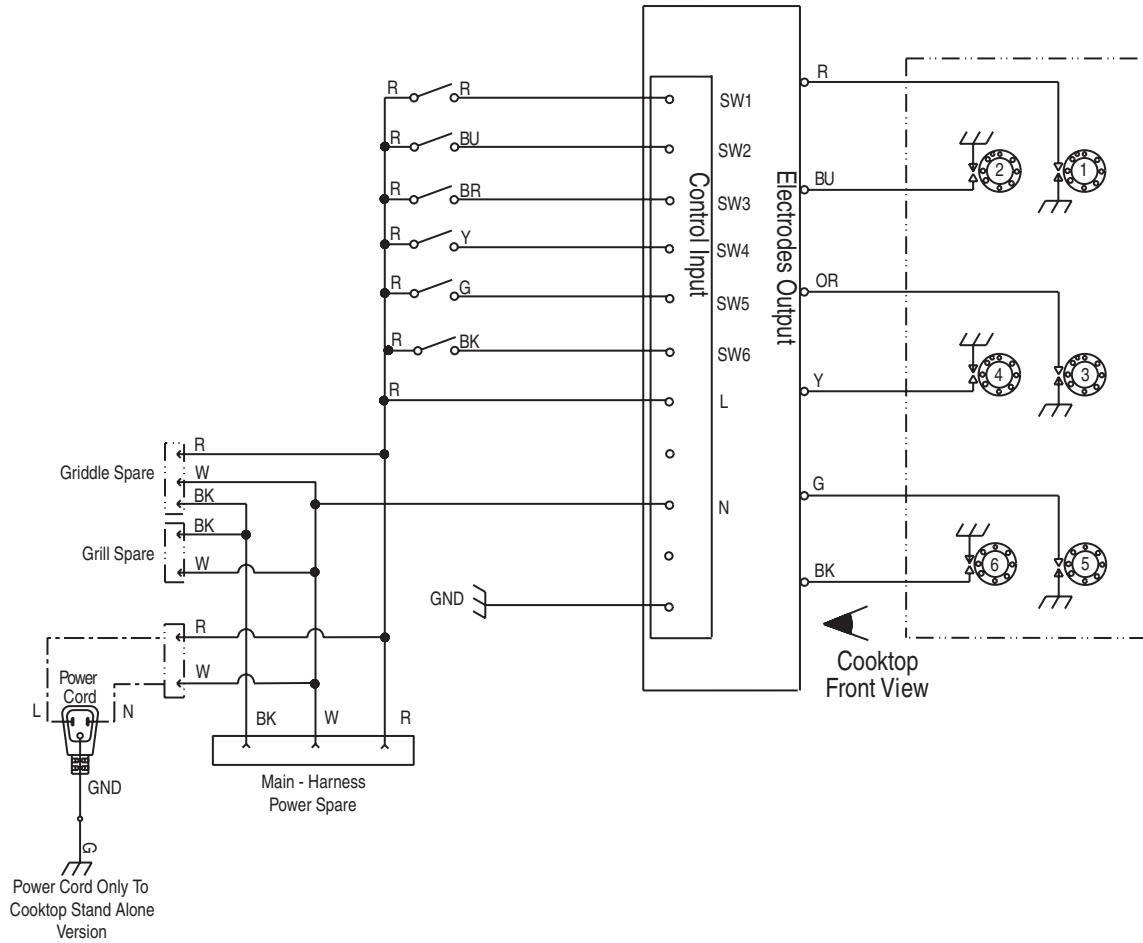 R
R R SW1
R BU SW2
BU
2
1
R BR SW3
Control Input
Electrodes Output
R Y SW4
R G SW5
OR
R BK SW6
4
3
Y
R L
Griddle Spare
R
W
BK
N
G
Grill Spare
BK
W
6
5
BK
GND
R
W
Power
Cord
L N
Cooktop
Front View
BK W R
Main - Harness
Power Spare
GND
G
Power Cord Only To
Cooktop Stand Alone
Version